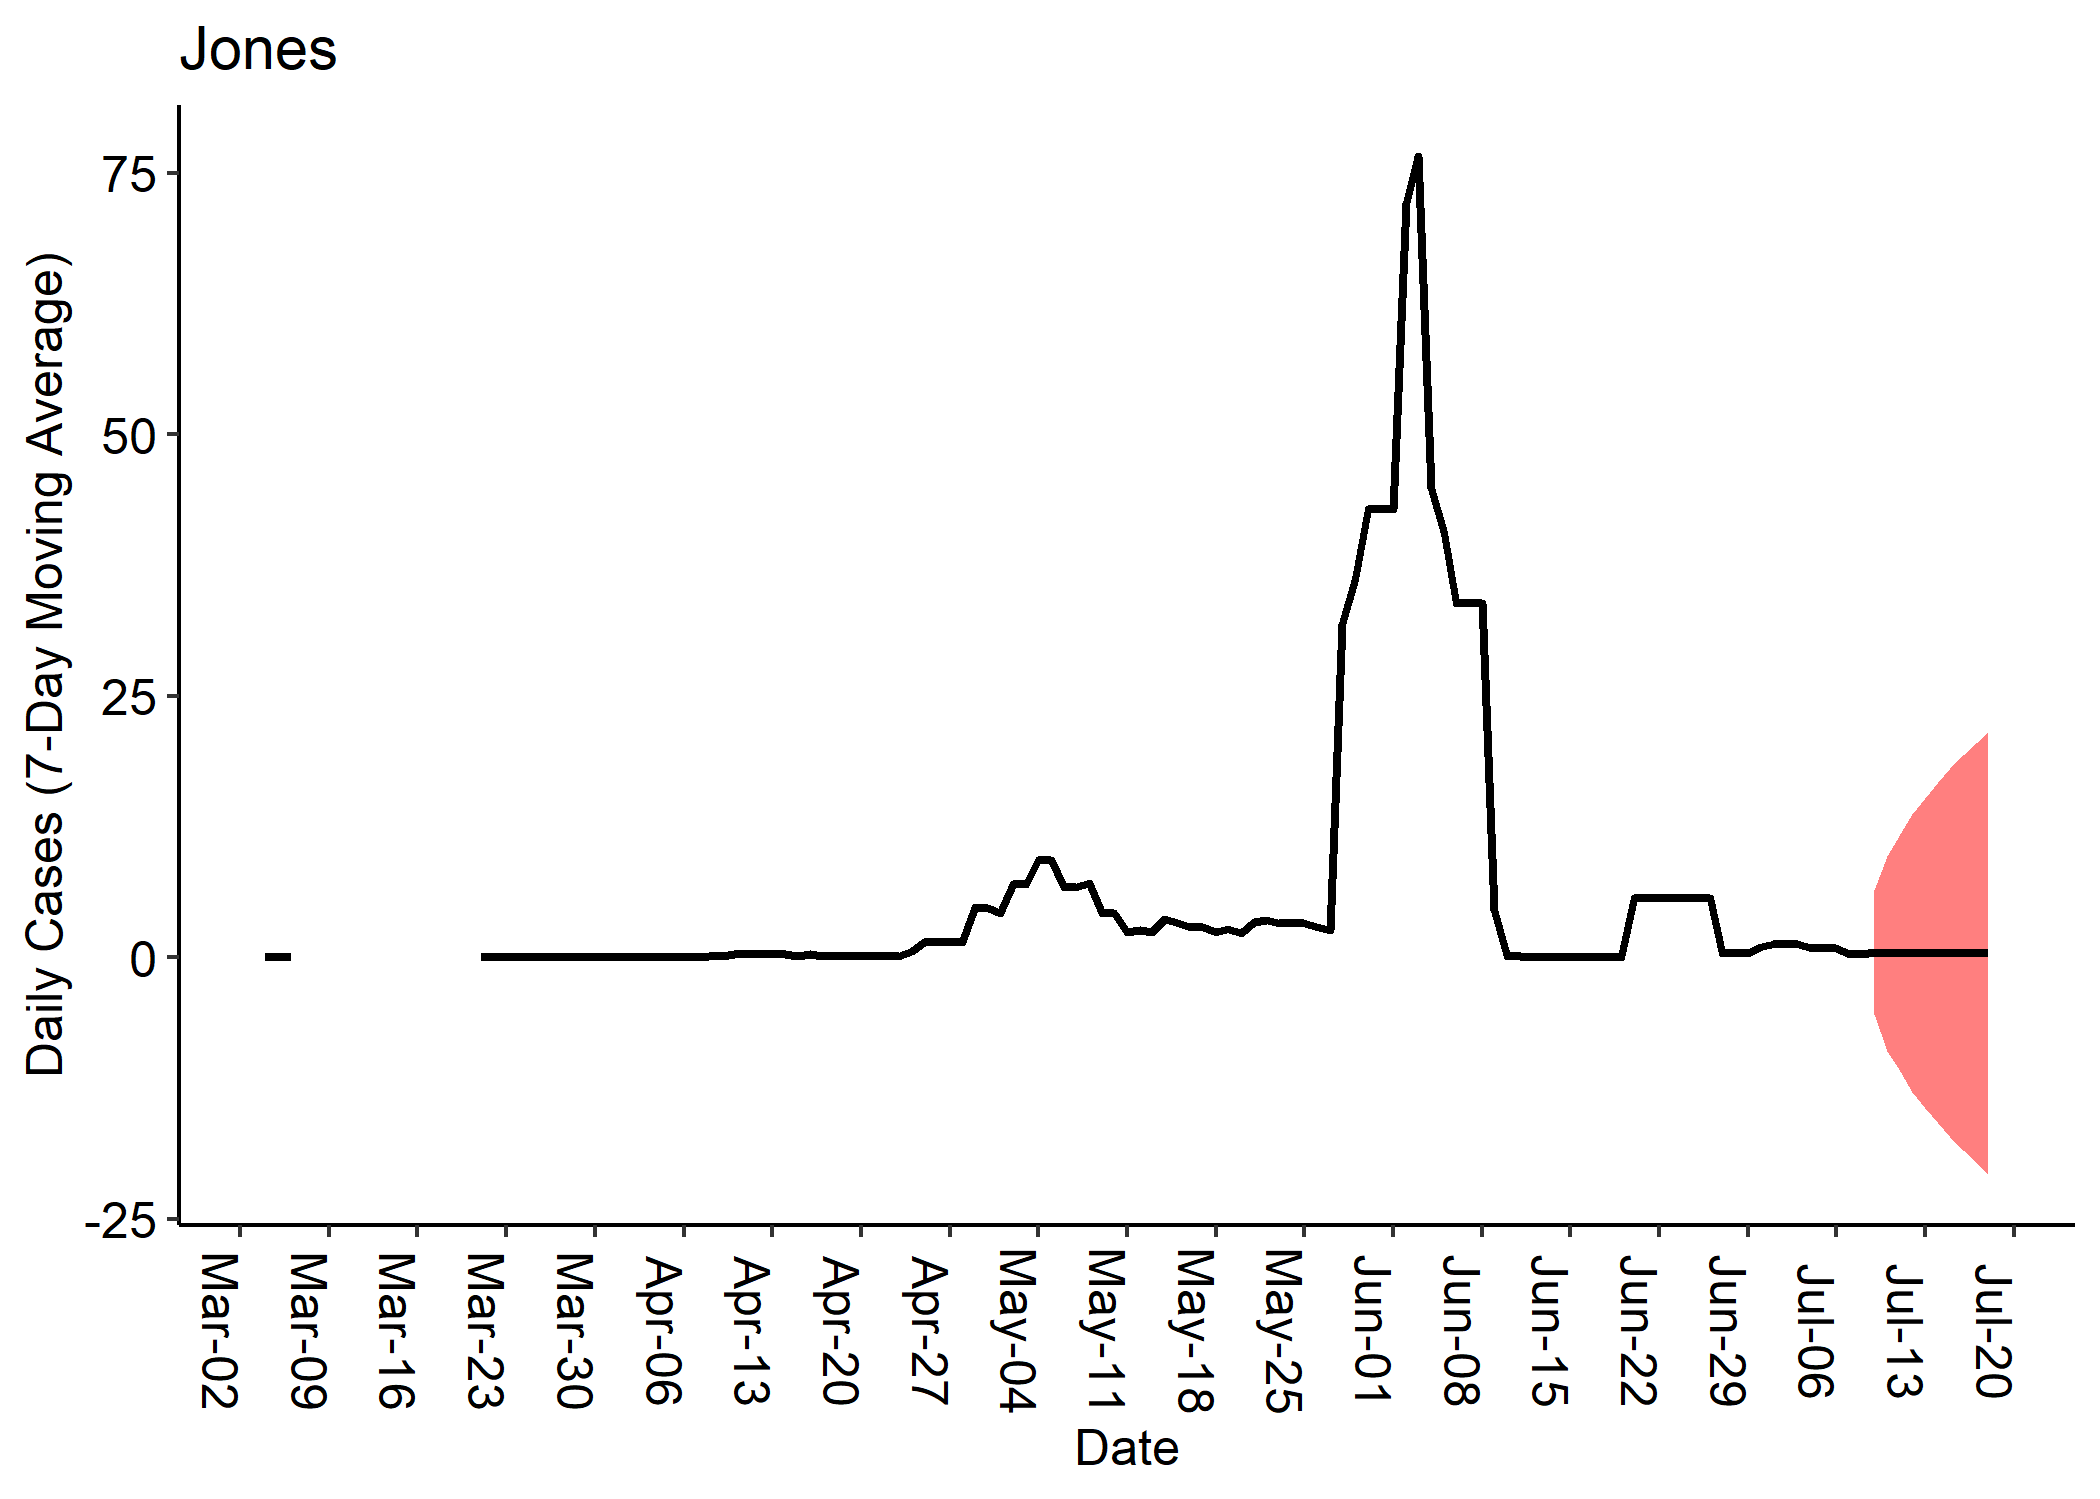 Jones
Daily Cases (7-Day Moving Average)
75
50
25
0
-25
Mar-02
Mar-09
Mar-16
Mar-23
Mar-30
Apr-06
Apr-13
Apr-20
Apr-27
May-04
May-11
May-18
May-25
Jun-01
Jun-08
Jun-15
Jun-22
Jun-29
Jul-06
Jul-13
Jul-20
Date